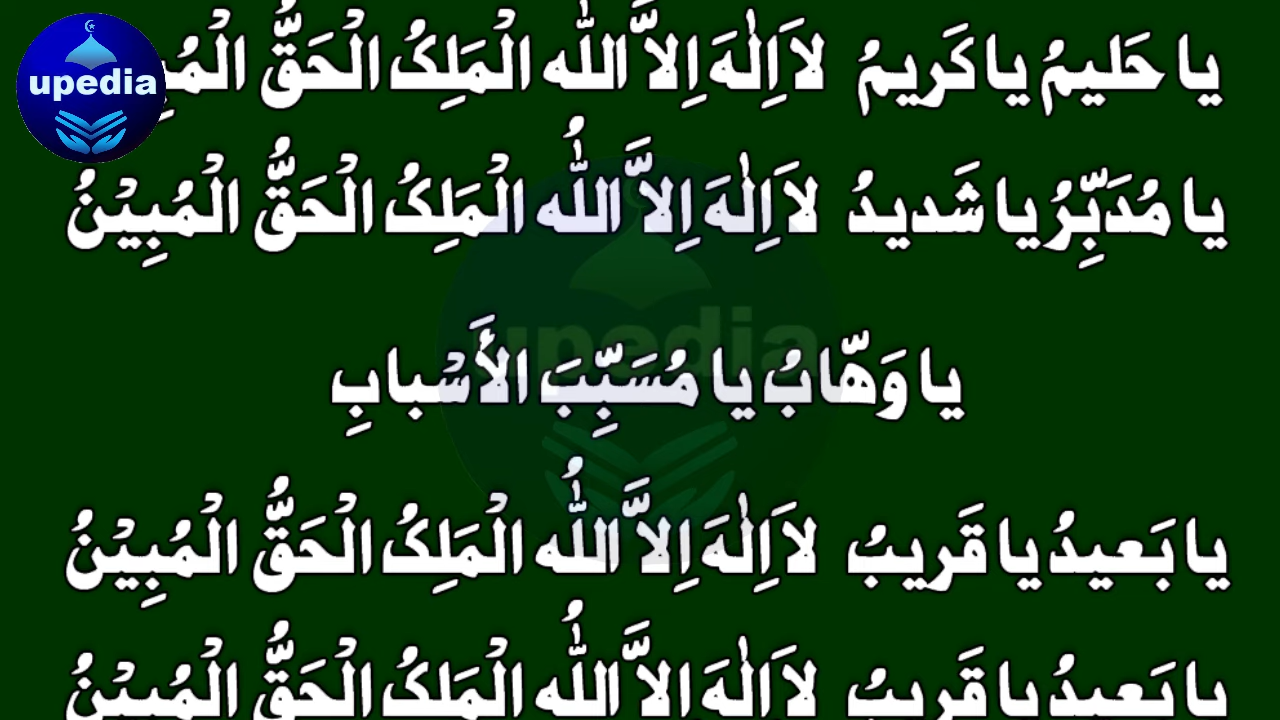 يا حَليمُ يا كَريمُ لاَاِلٰهَ اِلاَّ اللّٰه الْمَلِکُ الْحَقُّ
يا مُدَبِّرُ يا شَديدُ لاَاِلٰهَ اِلاَّ اللّٰهُ الْمَلِکُ الْحَقُّ الْمُبِيْنُ
يا وَهّابُ يا مُسَبِّبَ الأَسْبابِ
يا بَعيدُ يا قَريبُ لاَاِلٰهَ اِلاَّ اللّٰهُ الْمَلِکُ الْحَقُّ الْمُبِيْنُ
يا بَعيدُ يا قَريبُ لاَاِلٰهَ اِلاَّ اللّٰهُ الْمَلِکُ الْحَقُّ الْمُبِيْنُ
upedia
upedia